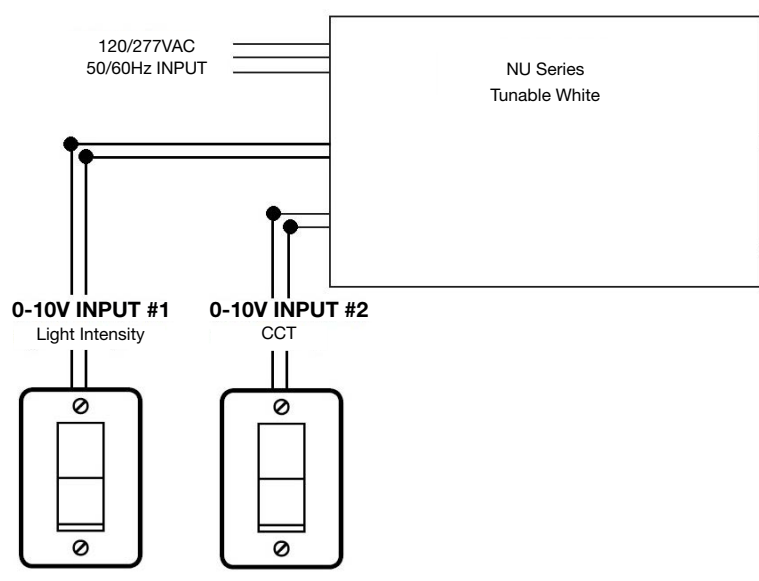 120/277VAC
50/60Hz INPUT
NU Series
Tunable White
0-10V INPUT #1
Light Intensity
0-10V INPUT #2
CCT